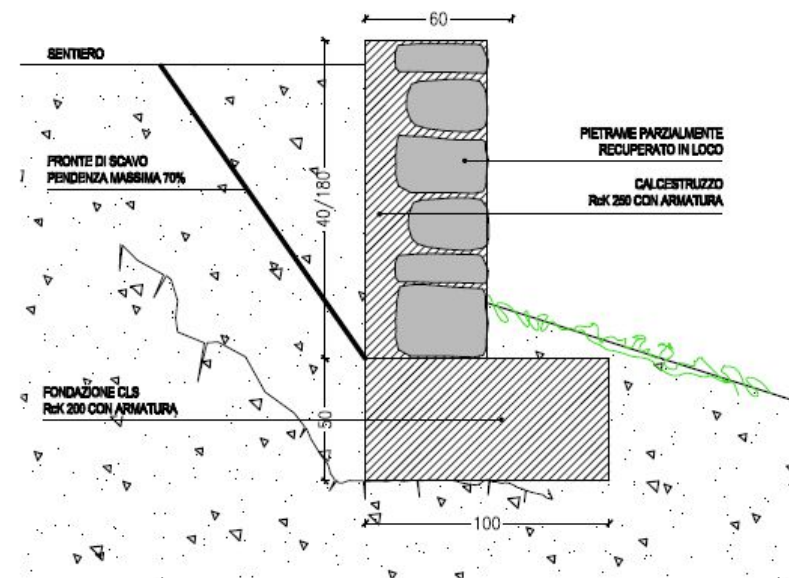 60
SENTIERO
PIETRAME PARZIALMENTE
RECUPERATO IN LOCO
FRONTE DI SCAVO
PENDENZA MASSIMA 70%
CALCESTRUZZO
RcK 250 CON ARMATURA
40/180
FONDAZIONE CLS
RcK 200 CON ARMATURA
50
100